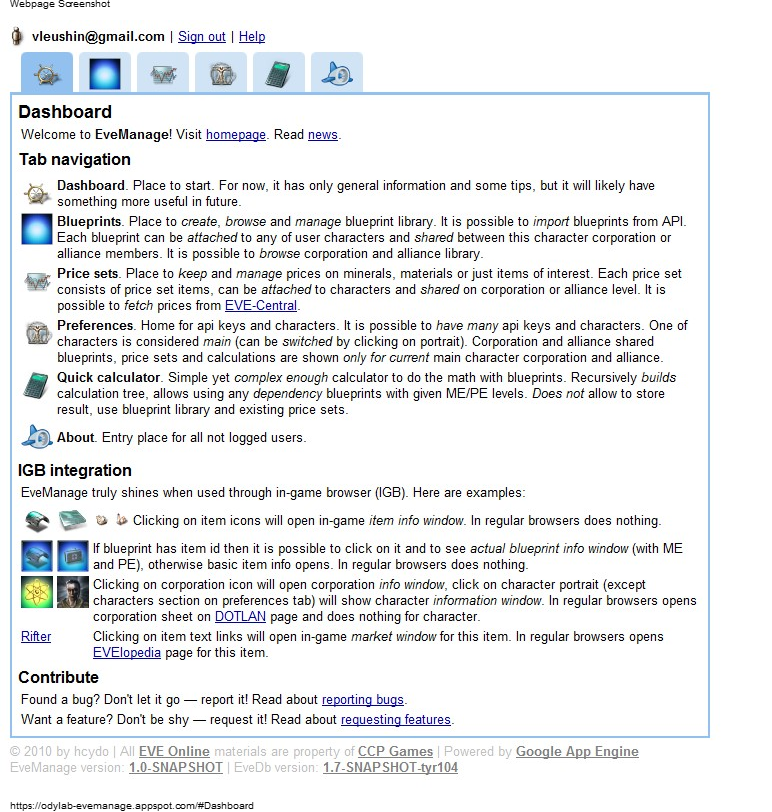 Webpage Screenshot
vleushin@gmail.com | Sign out | Help
Dashboard
Welcome to EveManage! Visit homepage. Read news.
Tab navigation
Dashboard. Place to start. For now, it has only general information and some tips, but it will likely have
something more useful in future.
Blueprints. Place to create, browse and manage blueprint library. It is possible to import blueprints from API.
Each blueprint can be attached to any of user characters and shared between this character corporation or
alliance members. It is possible to browse corporation and alliance library.
Price sets. Place to keep and manage prices on minerals, materials or just items of interest. Each price set
consists of price set items, can be attached to characters and shared on corporation or alliance level. It is
possible to fetch prices from EVE-Central.
Preferences. Home for api keys and characters. It is possible to have many api keys and characters. One of
characters is considered main (can be switched by clicking on portrait). Corporation and alliance shared
blueprints, price sets and calculations are shown only for current main character corporation and alliance.
Quick calculator. Simple yet complex enough calculator to do the math with blueprints. Recursively builds
calculation tree, allows using any dependency blueprints with given ME/PE levels. Does not allow to store
result, use blueprint library and existing price sets.
About. Entry place for all not logged users.
IGB integration
EveManage truly shines when used through in-game browser (IGB). Here are examples:
Clicking on item icons will open in-game item info window. In regular browsers does nothing.
If blueprint has item id then it is possible to click on it and to see actual blueprint info window (with ME
and PE), otherwise basic item info opens. In regular browsers does nothing.
Clicking on corporation icon will open corporation info window, click on character portrait (except
characters section on preferences tab) will show character information window. In regular browsers opens
corporation sheet on DOTLAN page and does nothing for character.
Rifter Clicking on item text links will open in-game market window for this item. In regular browsers opens
EVElopedia page for this item.
Contribute
Found a bug? Don't let it go — report it! Read about reporting bugs.
Want a feature? Don't be shy — request it! Read about requesting features.
© 2010 by hcydo | All EVE Online materials are property of CCP Games | Powered by Google App Engine
EveManage version: 1.0-SNAPSHOT | EveDb version: 1.7-SNAPSHOT-tyr104
https://odylab-evemanage.appspot.com/#Dashboard